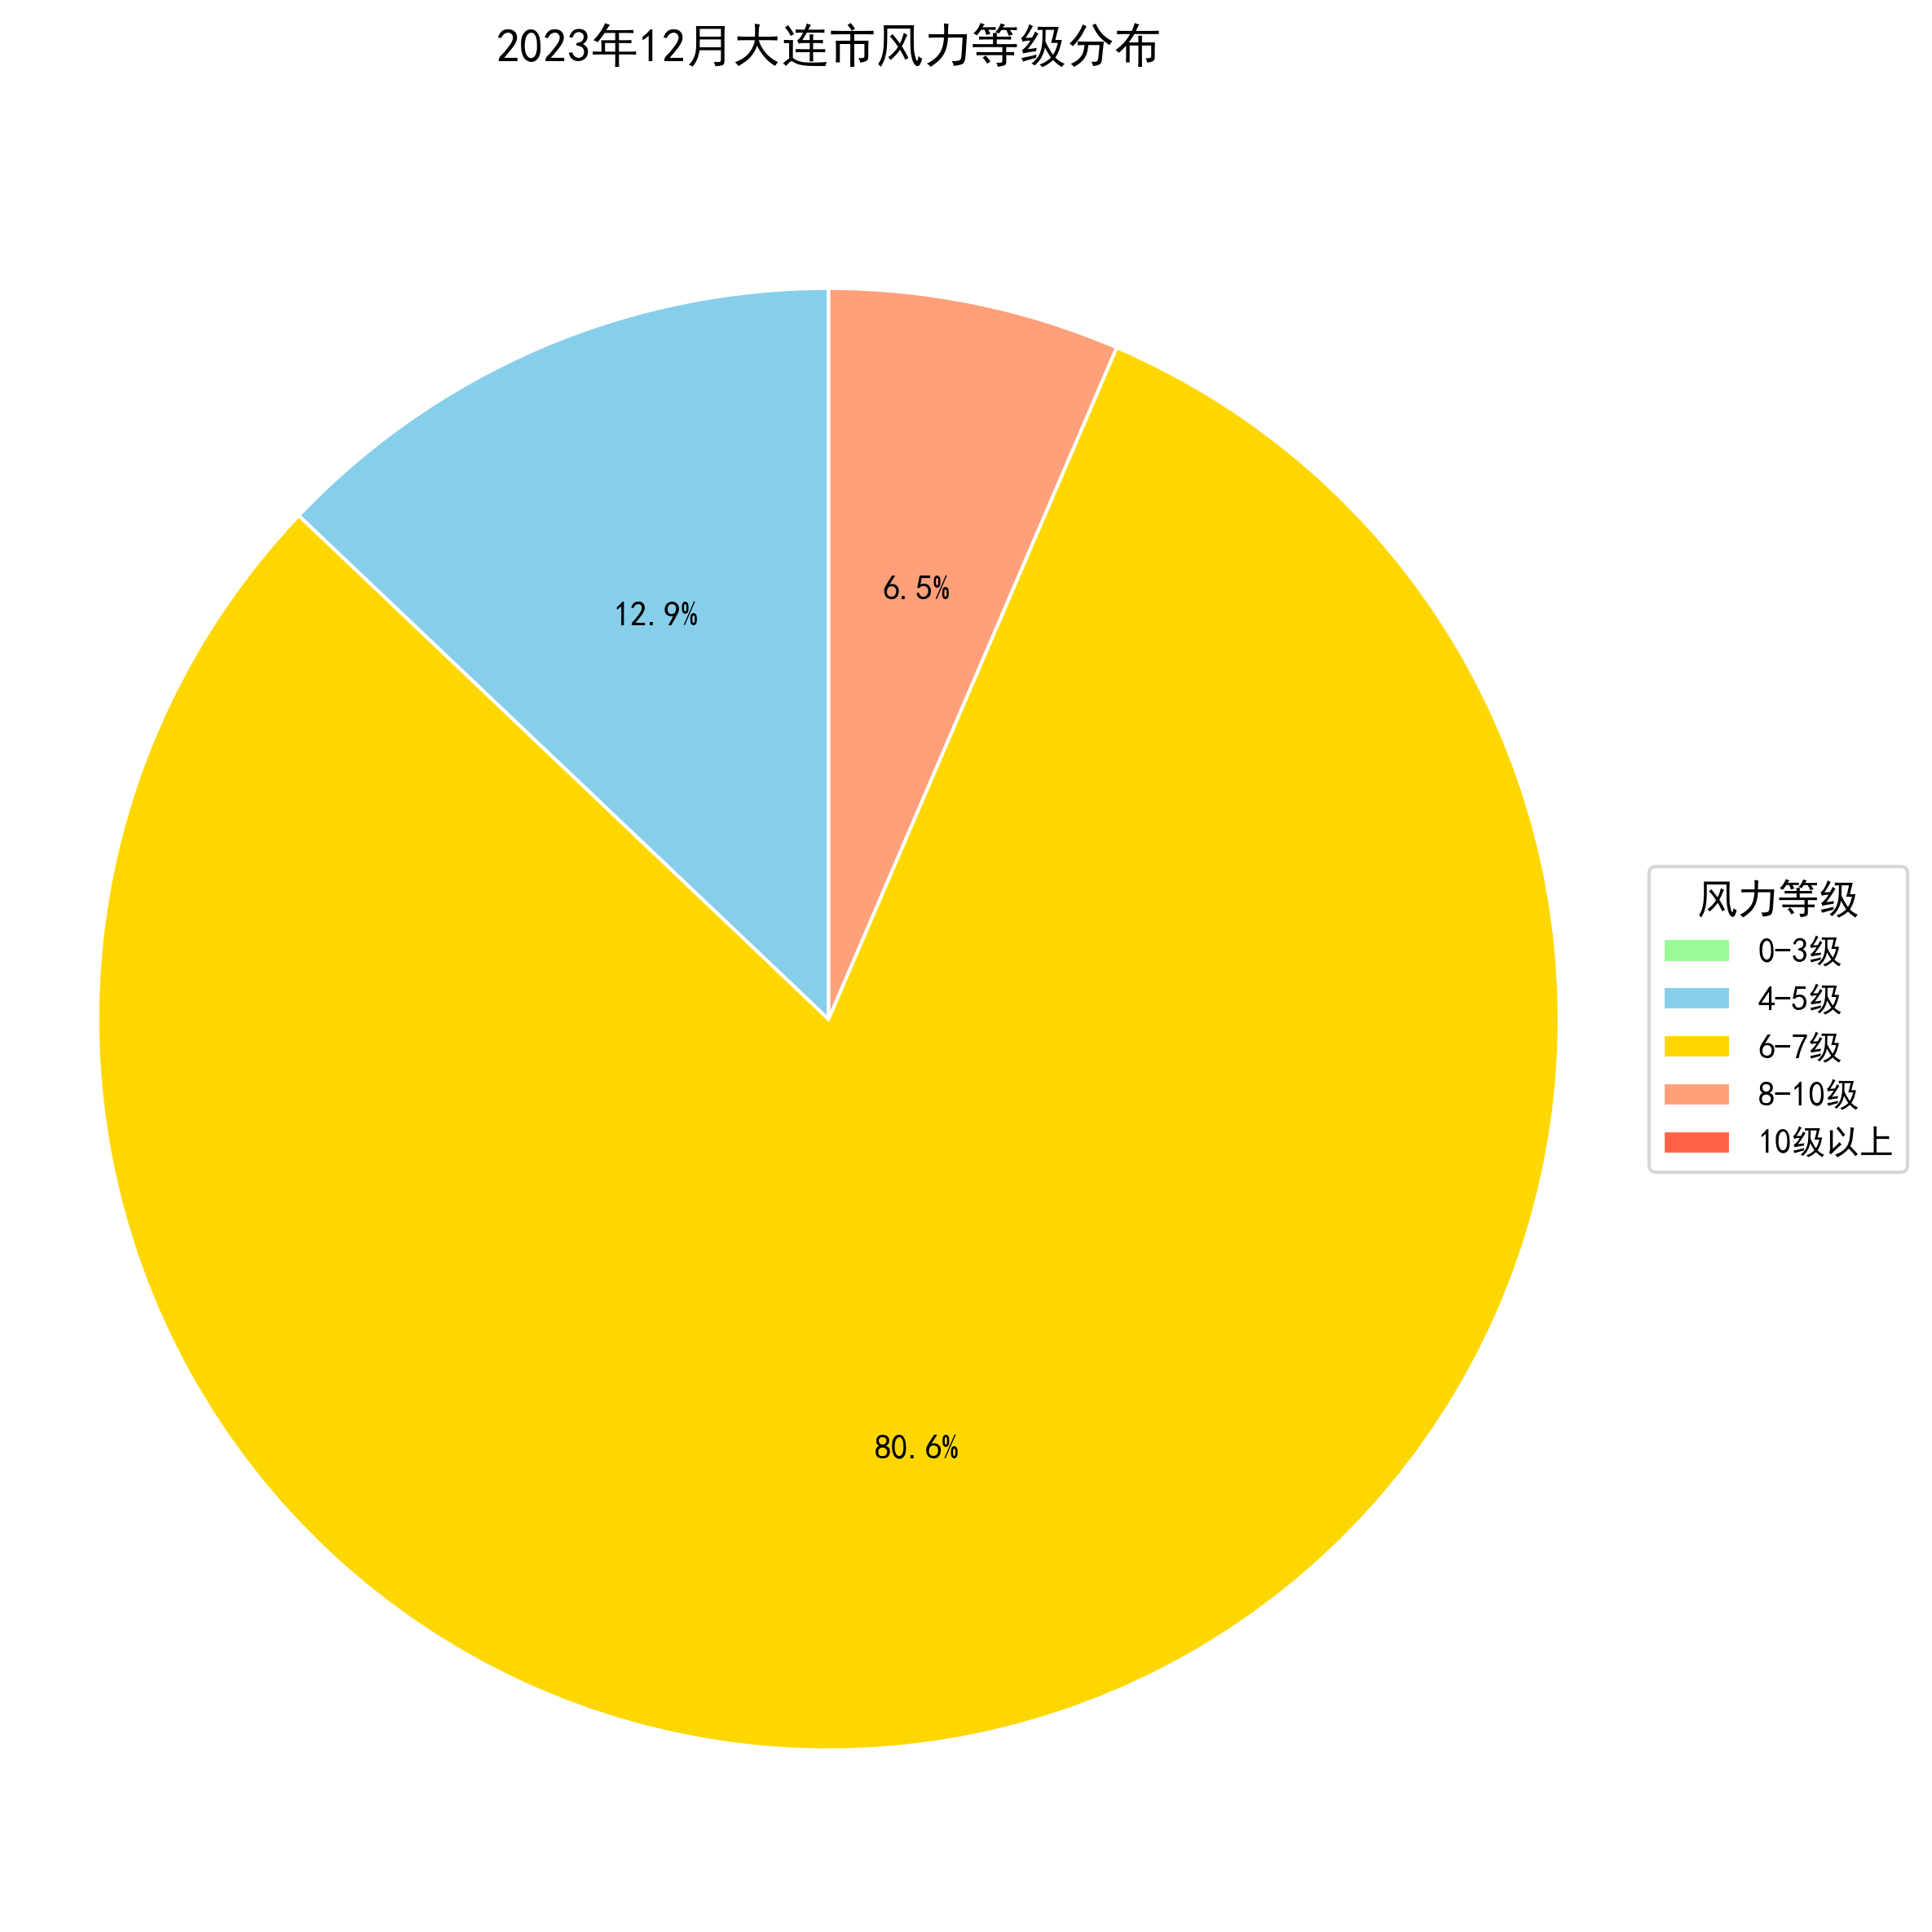 2023年12月大连市风力等级分布
6.5%
12.9%
80.6%
风力等级
0-3级
4-5级
6-7级
8-10级
10级以上